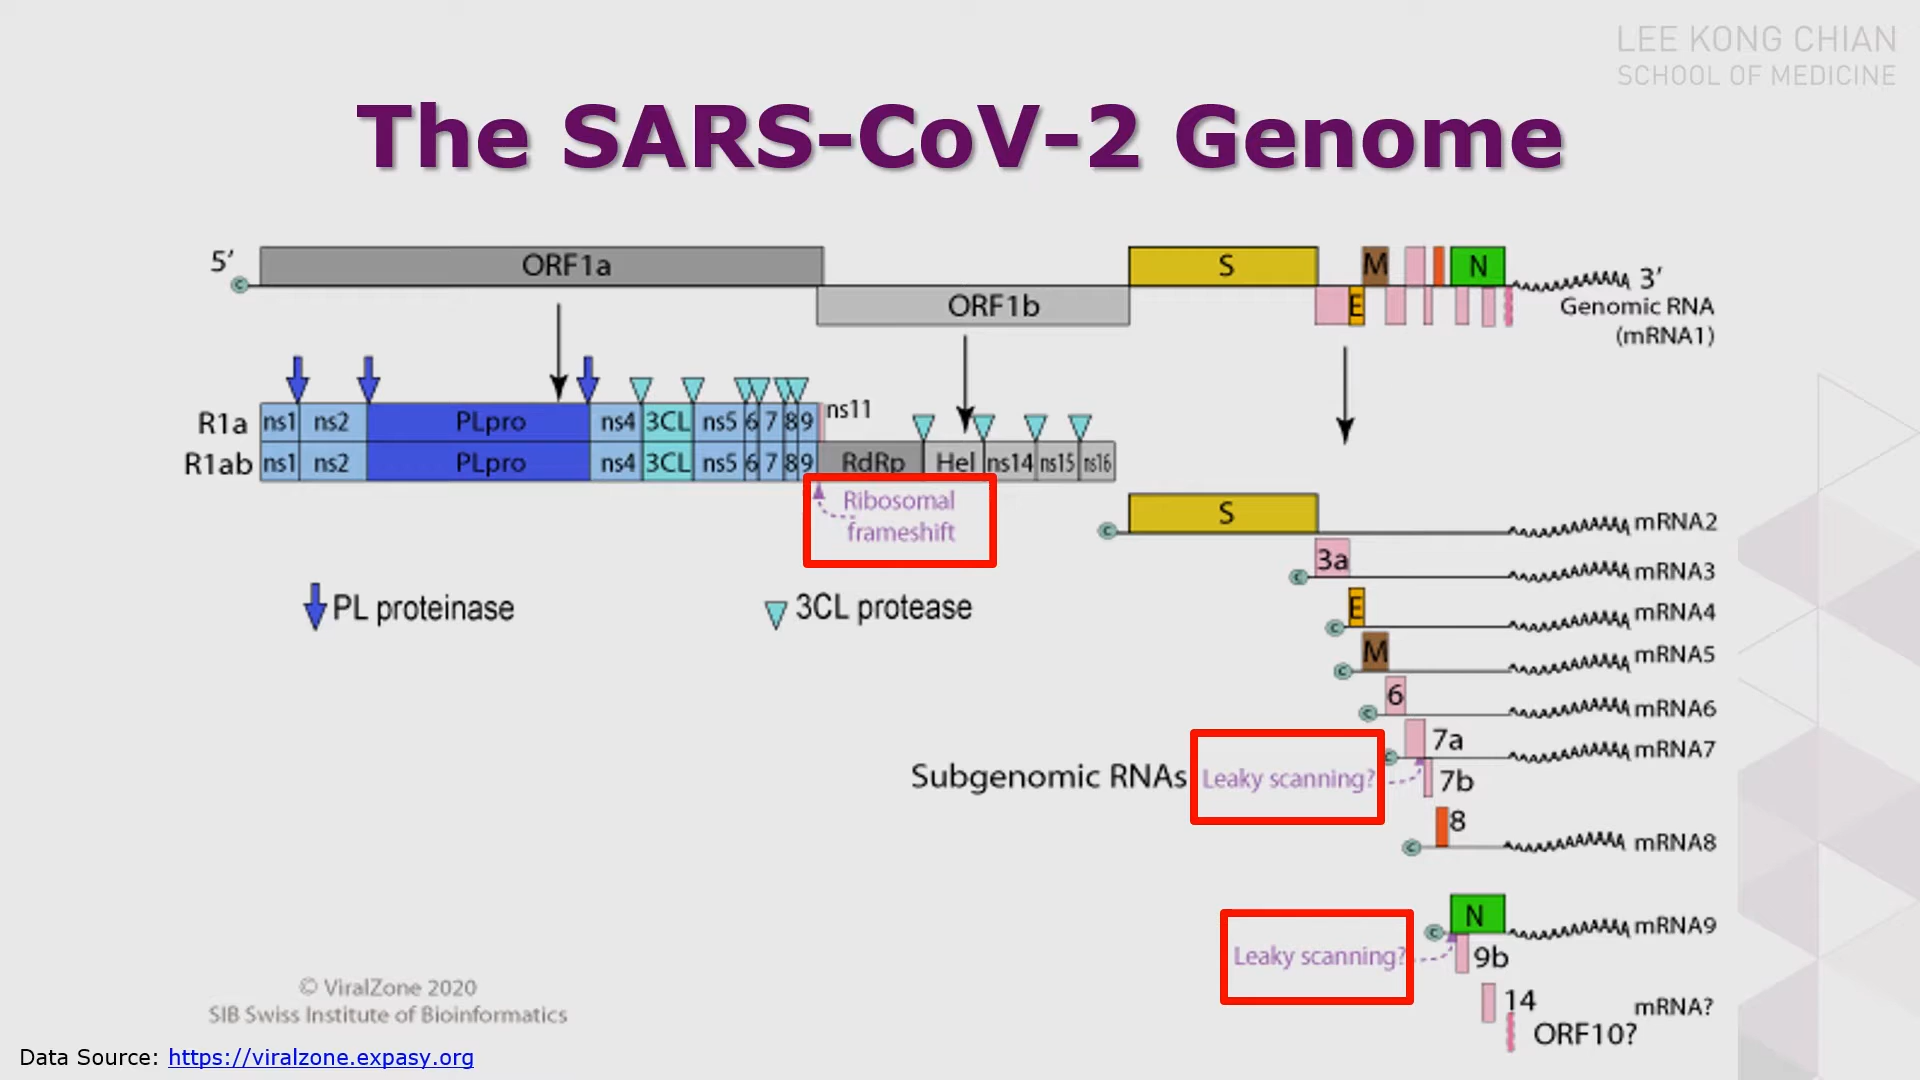 LEE KONG CHIAN
SCHOOL OF MEDICINE
The SARS-CoV-2 Genome
5’
C
ORF1a
S
M
N
3’
ORF1b
E
Genomic RNA
(mRNA1)
R1a
ns1
ns2
PLpro
ns4
3CL
ns5
6
7
8
9
ns11
R1ab
ns1
ns2
PLpro
ns4
3CL
ns5
6
7
8
9
RdRp
Hel
ns14
ns15
ns16
Ribosomal
frameshift
PL proteinase
3CL protease
C
S
mRNA2
C
3a
mRNA3
C
E
mRNA4
C
M
mRNA5
C
6
mRNA6
C
7a
mRNA7
Subgenomic RNAs
Leaky scanning?
7b
C
8
mRNA8
C
N
mRNA9
Leaky scanning?
9b
14
mRNA?
ORF10?
© ViralZone 2020
SIB Swiss Institute of Bioinformatics
Data Source: https://viralzone.expasy.org